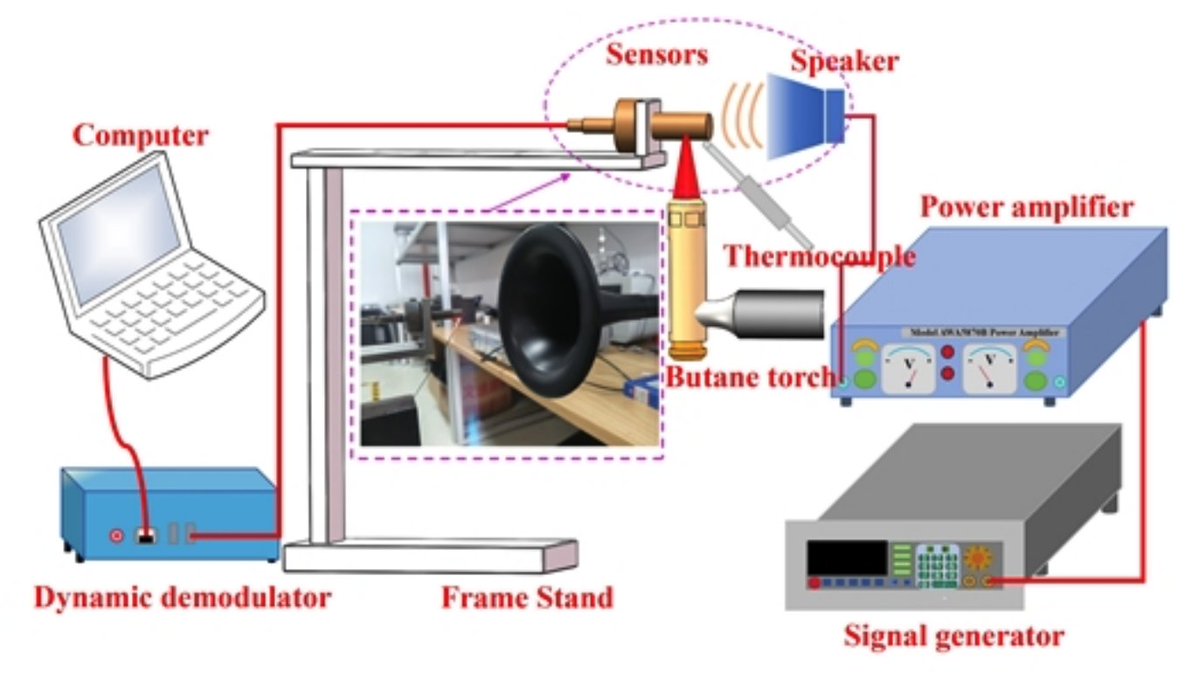 Sensors
Speaker
Computer
Power amplifier
Thermocouple
Model AWA5870B Power Amplifier
V
V
Butane torch
Dynamic demodulator
Frame Stand
Signal generator